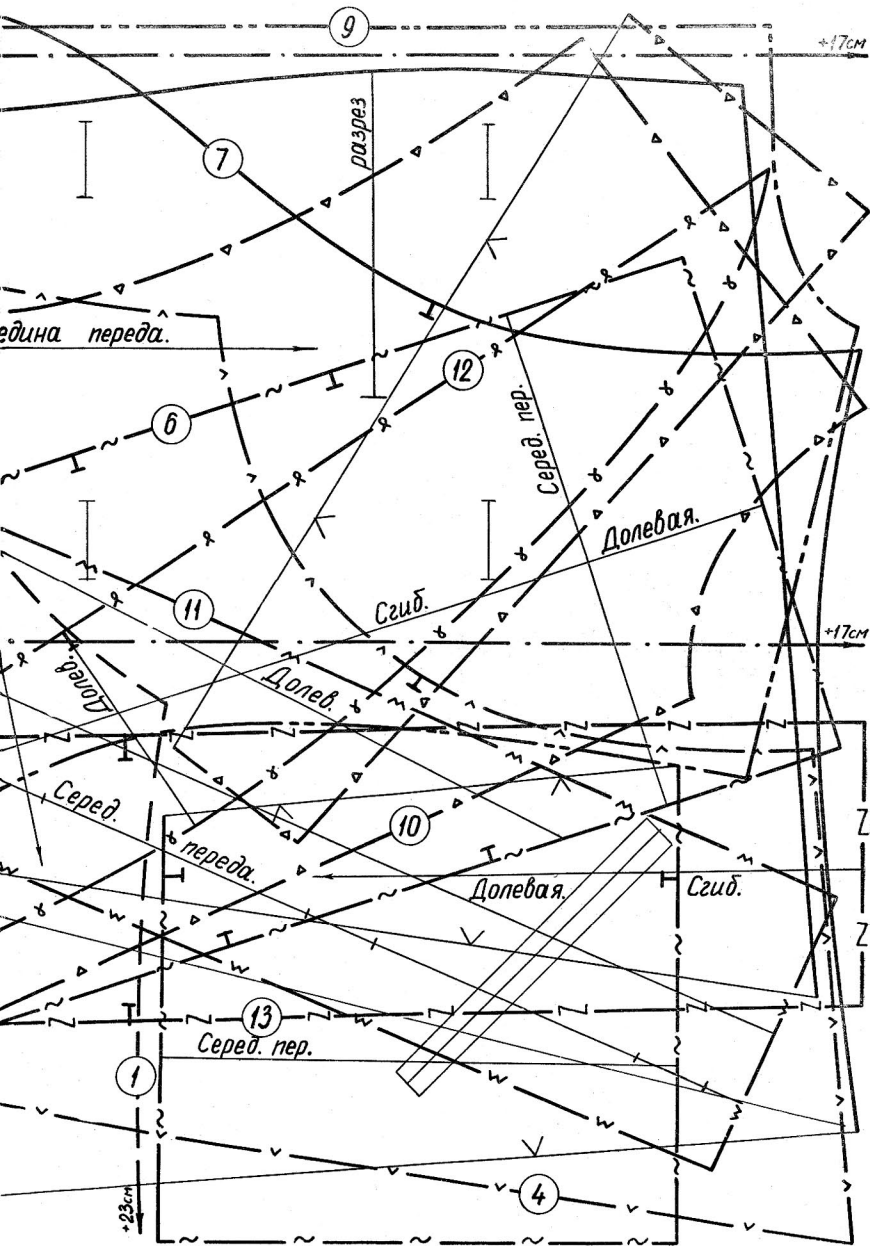 9
+17см
разрез
7
едина переда.
12
6
Серед. пер.
Долевая.
11
Сгиб.
+17см
Долев.
Долев.
Серед.
10
переда.
Долевая.
Сгиб.
13
Серед. пер.
1
4
+23см